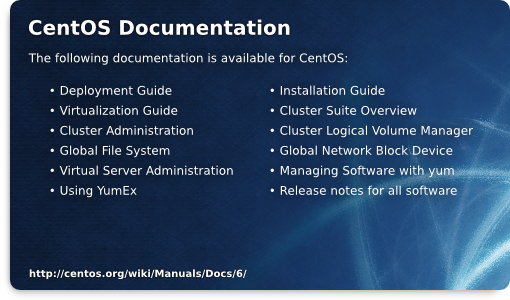 CentOS Documentation
The following documentation is available for CentOS:
• Deployment Guide
• Virtualization Guide
• Cluster Administration
• Global File System
• Virtual Server Administration
• Using YumEx
• Installation Guide
• Cluster Suite Overview
• Cluster Logical Volume Manager
• Global Network Block Device
• Managing Software with yum
• Release notes for all software
http://centos.org/wiki/Manuals/Docs/6/